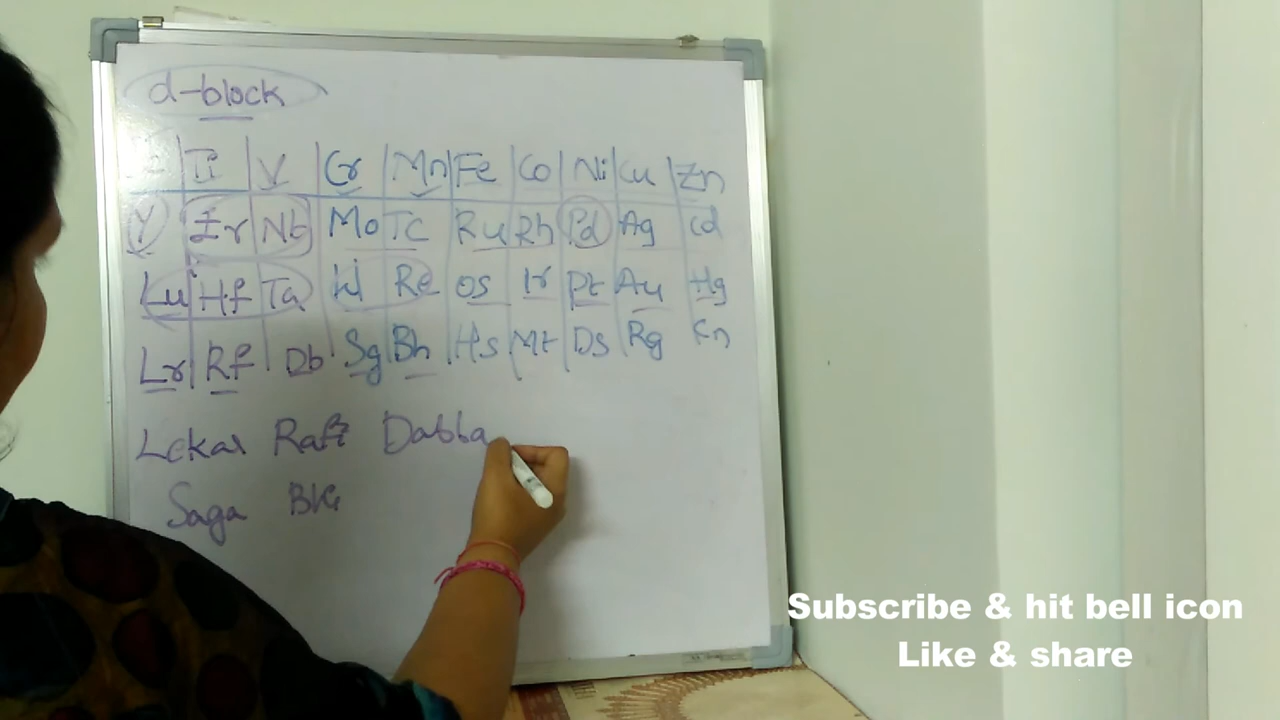 d-block
Ti V Cr Mn Fe Co Ni Cu Zn
Y Zr Nb Mo Tc Ru Rh Pd Ag Cd
Lu Hf Ta W Re Os Ir Pt Au Hg
Lr Rf Db Sg Bh Hs Mt Ds Rg Cn
Lekar Dabba
Saga
Subscribe & hit bell icon
Like & share